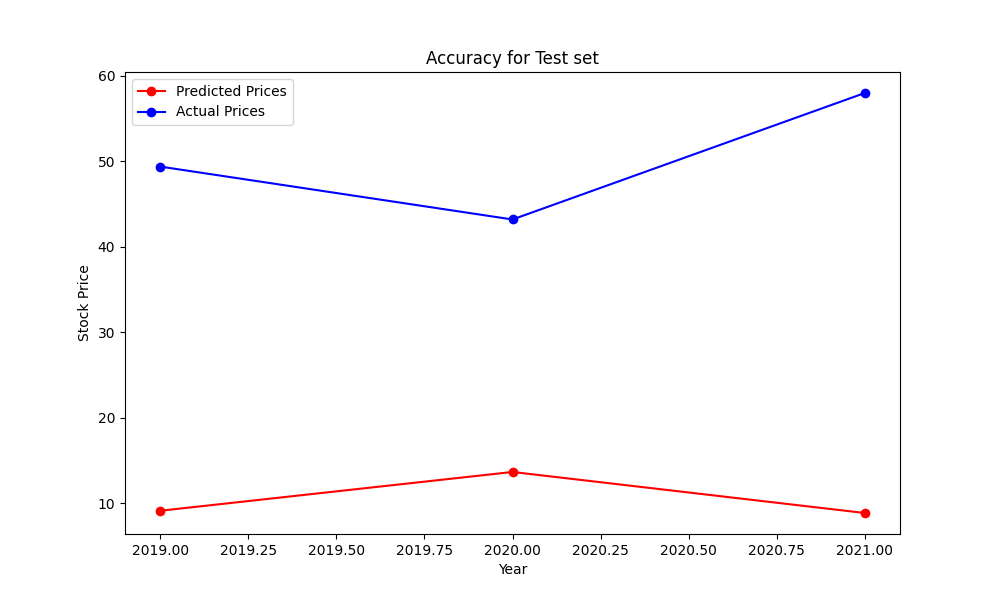 Accuracy for Test set
Predicted Prices
Actual Prices
60
50
40
30
20
10
Stock Price
2019.00 2019.25 2019.50 2019.75 2020.00 2020.25 2020.50 2020.75 2021.00
Year